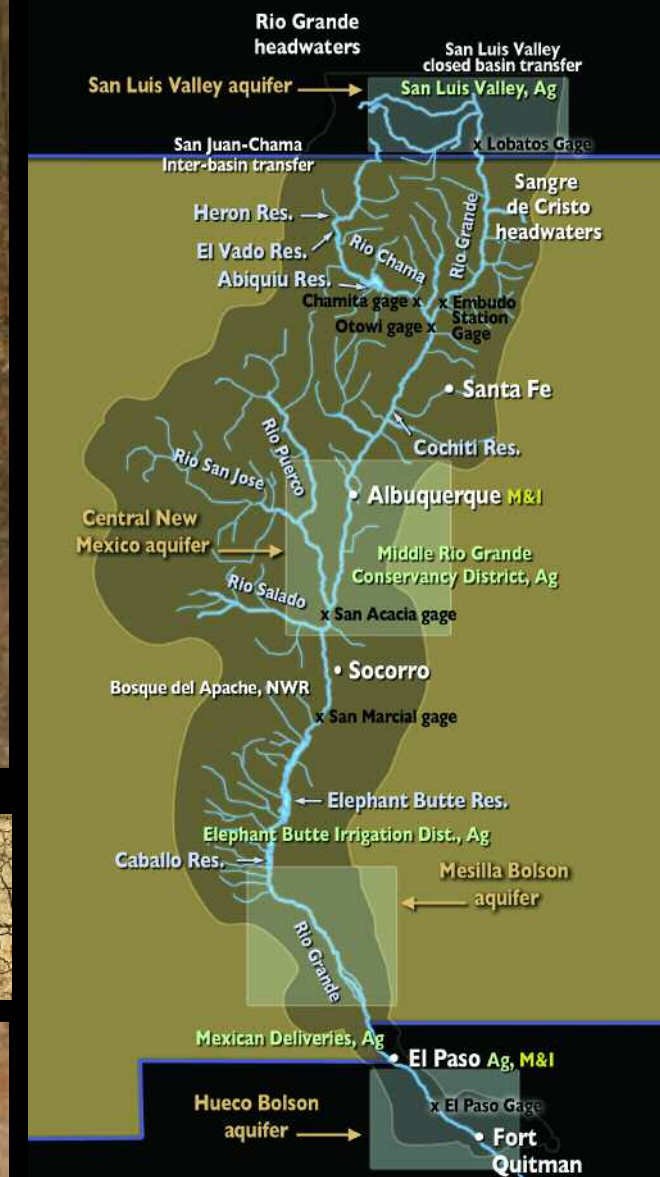 Rio Grande
headwaters
San Luis Valley
closed basin transfer
San Luis Valley aquifer
San Luis Valley, Ag
San Juan-Chama
Inter-basin transfer
x Lobatos Gage
Sangre
de Cristo
headwaters
Heron Res.
Rio Grande
El Vado Res.
Rio Chama
Abiquiu Res.
Chamita gage x
x Embudo
Station
Gage
Otowi gage x
• Santa Fe
Cochiti Res.
Rio Puerco
Rio San Jose
• Albuquerque M&I
Central New
Mexico aquifer
Middle Rio Grande
Conservancy District, Ag
Rio Salado
x San Acacia gage
• Socorro
Bosque del Apache, NWR
x San Marcial gage
Elephant Butte Res.
Elephant Butte Irrigation Dist., Ag
Caballo Res.
Mesilla Bolson
aquifer
Rio Grande
Mexican Deliveries, Ag
• El Paso Ag, M&I
Hueco Bolson
aquifer
x El Paso Gage
• Fort
Quitman